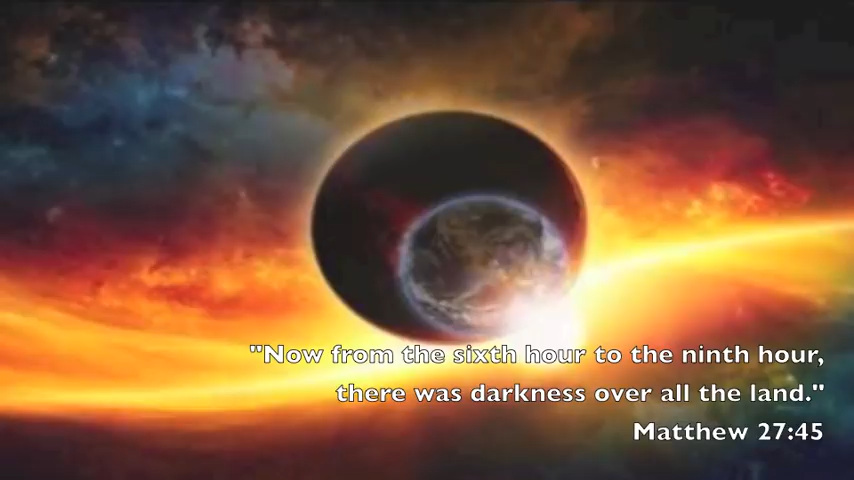 "Now from the sixth hour to the ninth hour,
there was darkness over all the land."
Matthew 27:45